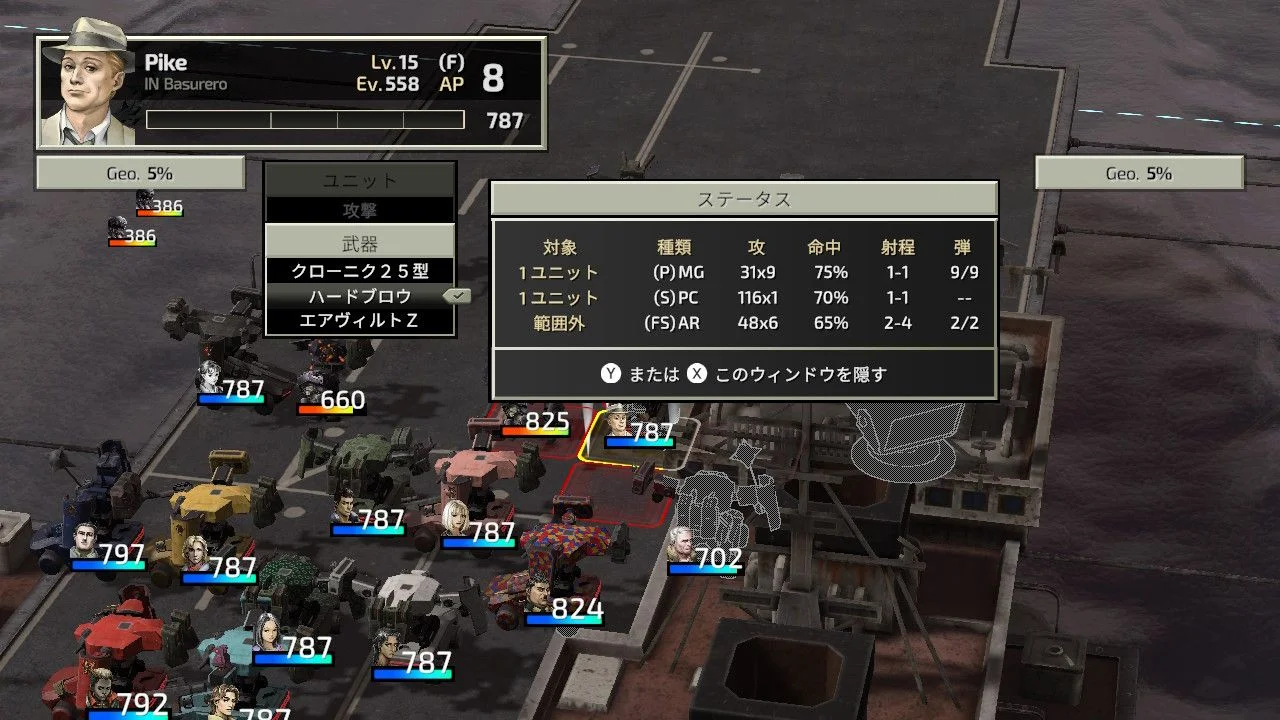 Pike Lv.15 (F)
IN Basurero Ev.558 AP 8
787
Geo. 5%
Geo. 5%
386
386
ユニット
攻撃
武器
クローニク25型
ハードブロウ
エアヴィルトZ
ステータス
対象 種類 攻 命中 射程 弾
1ユニット (P)MG 31x9 75% 1-1 9/9
1ユニット (S)PC 116x1 70% 1-1 --
範囲外 (FS)AR 48x6 65% 2-4 2/2
Y または X このウィンドウを隠す
787
660
825
787
787
787
797
787
702
824
787
787
792
787